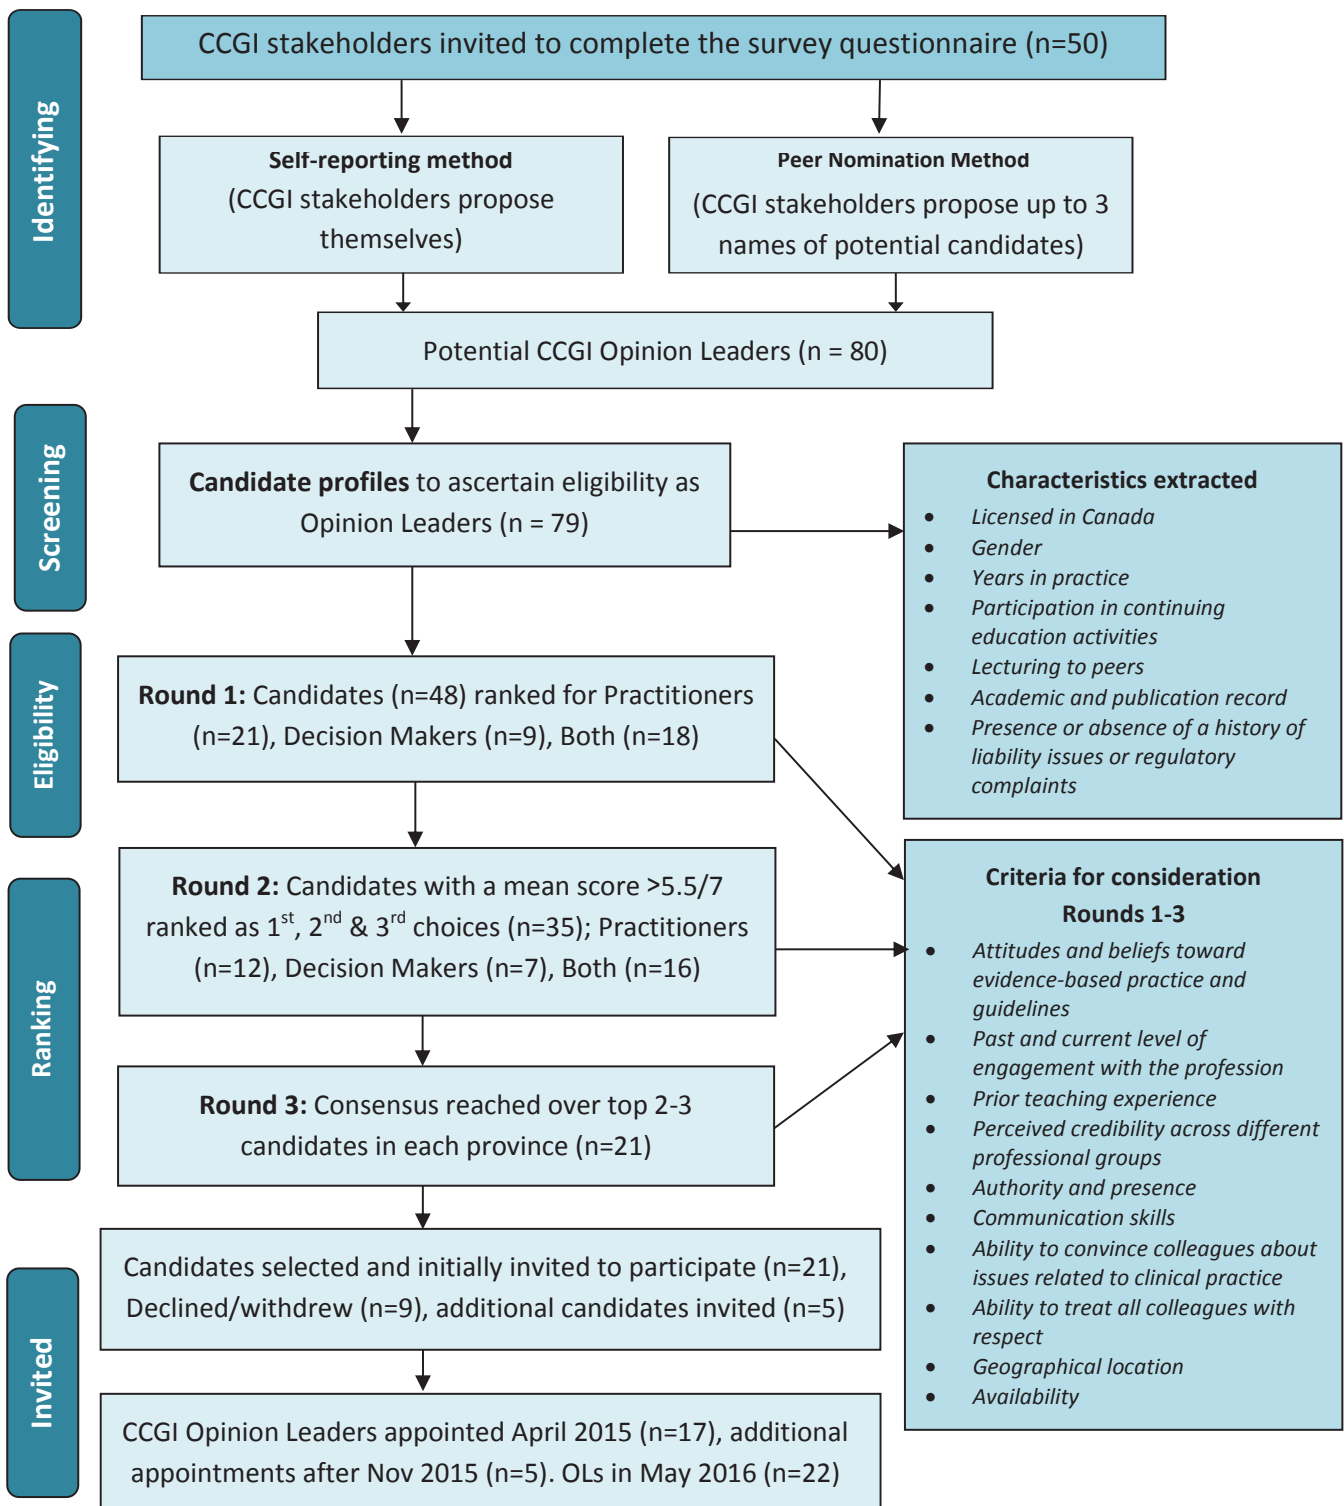 Identifying
CCGI stakeholders invited to complete the survey questionnaire (n=50)
Self-reporting method
(CCGI stakeholders propose
themselves)
Peer Nomination Method
(CCGI stakeholders propose up to 3
names of potential candidates)
Potential CCGI Opinion Leaders (n = 80)
Screening
Candidate profiles to ascertain eligibility as
Opinion Leaders (n = 79)
Characteristics extracted
• Licensed in Canada
• Gender
• Years in practice
• Participation in continuing
education activities
• Lecturing to peers
• Academic and publication record
• Presence or absence of a history of
liability issues or regulatory
complaints
Eligibility
Round 1: Candidates (n=48) ranked for Practitioners
(n=21), Decision Makers (n=9), Both (n=18)
Ranking
Round 2: Candidates with a mean score >5.5/7
ranked as 1st, 2nd & 3rd choices (n=35); Practitioners
(n=12), Decision Makers (n=7), Both (n=16)
Round 3: Consensus reached over top 2-3
candidates in each province (n=21)
Criteria for consideration
Rounds 1-3
• Attitudes and beliefs toward
evidence-based practice and
guidelines
• Past and current level of
engagement with the profession
• Prior teaching experience
• Perceived credibility across different
professional groups
• Authority and presence
• Communication skills
• Ability to convince colleagues about
issues related to clinical practice
• Ability to treat all colleagues with
respect
• Geographical location
• Availability
Invited
Candidates selected and initially invited to participate (n=21),
Declined/withdrew (n=9), additional candidates invited (n=5)
CCGI Opinion Leaders appointed April 2015 (n=17), additional
appointments after Nov 2015 (n=5). OLs in May 2016 (n=22)